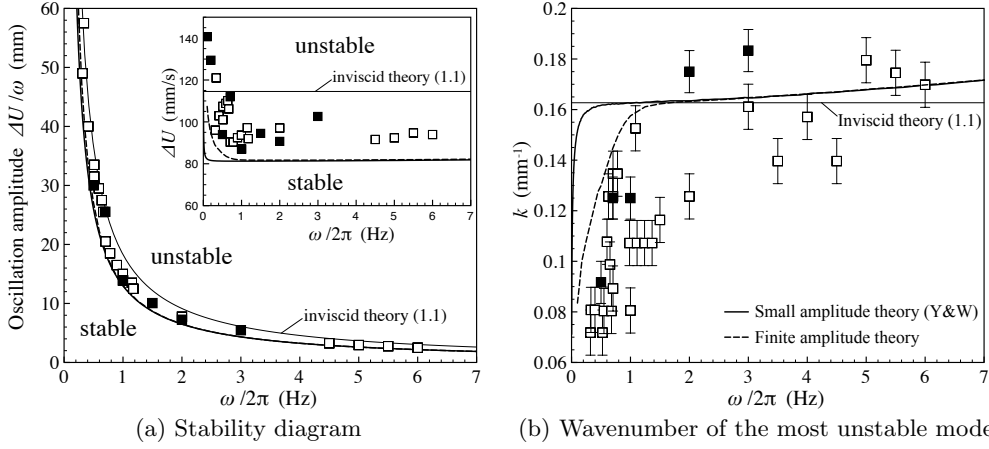 60
50
40
30
20
10
0
0 1 2 3 4 5 6 7
Oscillation amplitude ΔU/ω (mm)
ω/2π (Hz)
unstable
stable
inviscid theory (1.1)
140
120
100
80
60
0 1 2 3 4 5 6 7
ΔU (mm/s)
ω/2π (Hz)
unstable
inviscid theory (1.1)
stable
(a) Stability diagram
0.2
0.18
0.16
0.14
0.12
0.1
0.08
0.06
0 1 2 3 4 5 6 7
k (mm⁻¹)
ω/2π (Hz)
Inviscid theory (1.1)
Small amplitude theory (Y&W)
Finite amplitude theory
(b) Wavenumber of the most unstable mode